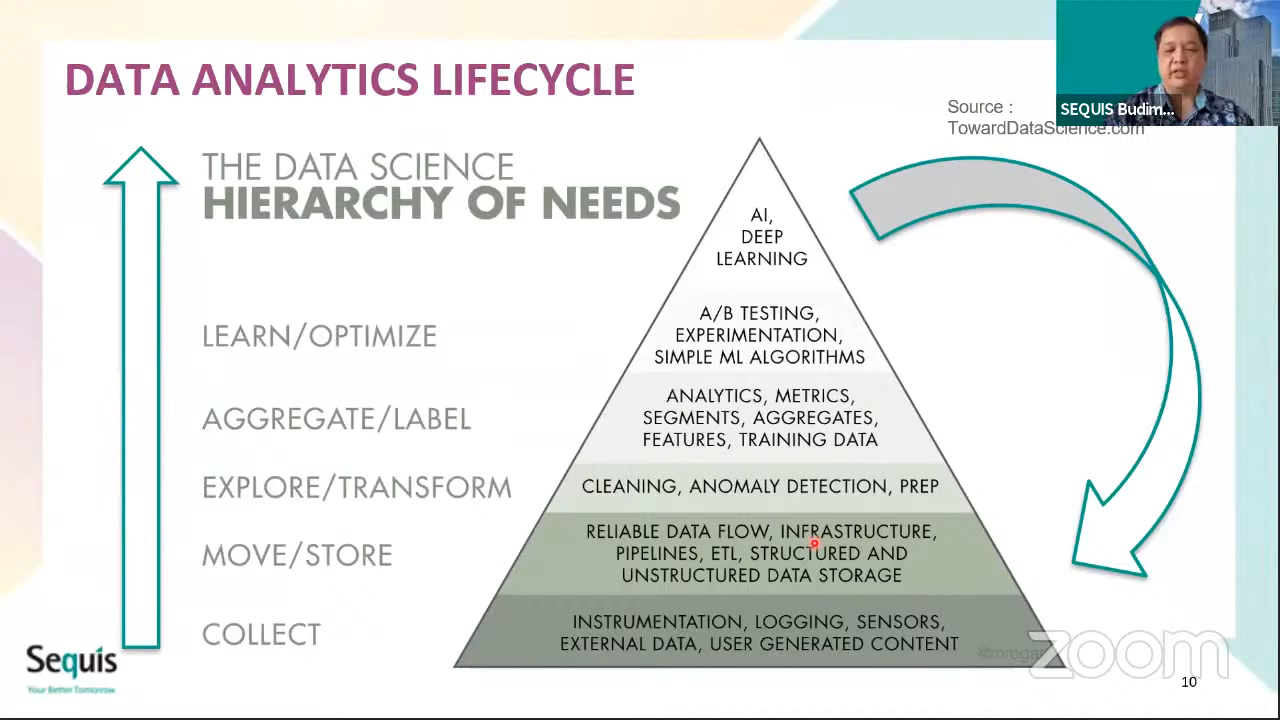 DATA ANALYTICS LIFECYCLE
SEQUIS Budim...
Source :
TowardDataScience.com
THE DATA SCIENCE
HIERARCHY OF NEEDS
AI,
DEEP
LEARNING
LEARN/OPTIMIZE
A/B TESTING,
EXPERIMENTATION,
SIMPLE ML ALGORITHMS
AGGREGATE/LABEL
ANALYTICS, METRICS,
SEGMENTS, AGGREGATES,
FEATURES, TRAINING DATA
EXPLORE/TRANSFORM
CLEANING, ANOMALY DETECTION, PREP
MOVE/STORE
RELIABLE DATA FLOW, INFRASTRUCTURE,
PIPELINES, ETL, STRUCTURED AND
UNSTRUCTURED DATA STORAGE
COLLECT
INSTRUMENTATION, LOGGING, SENSORS,
EXTERNAL DATA, USER GENERATED CONTENT
Sequis
Your Better Tomorrow
zoom
10